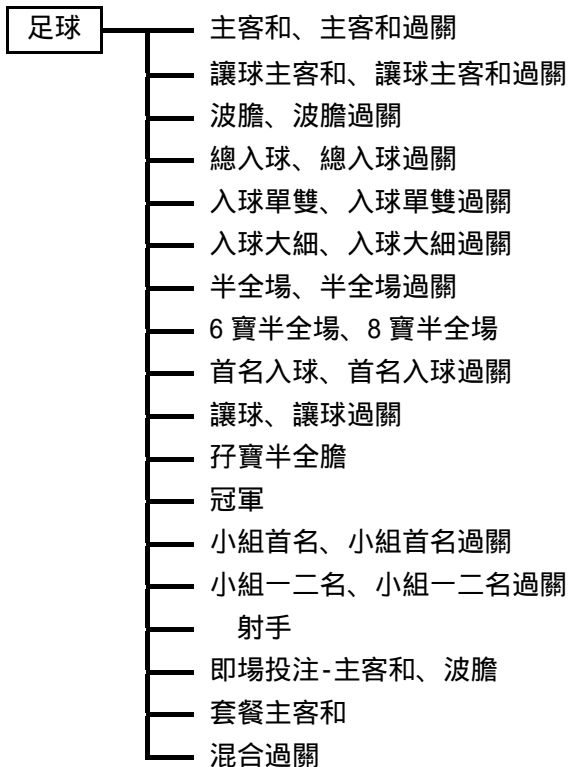 足球
主客和、主客和過關
讓球主客和、讓球主客和過關
波膽、波膽過關
總入球、總入球過關
入球單雙、入球單雙過關
入球大細、入球大細過關
半全場、半全場過關
6 寶半全場、8 寶半全場
首名入球、首名入球過關
讓球、讓球過關
孖寶半全膽
冠軍
小組首名、小組首名過關
小組一二名、小組一二名過關
射手
即場投注-主客和、波膽
套餐主客和
混合過關